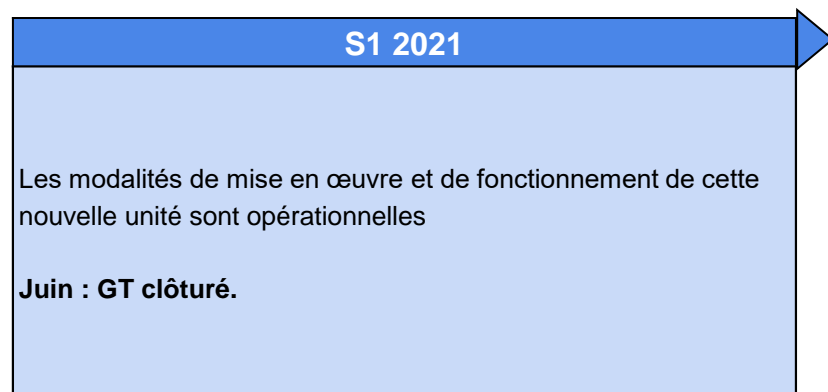 S1 2021
Les modalités de mise en œuvre et de fonctionnement de cette
nouvelle unité sont opérationnelles
Juin : GT clôturé.